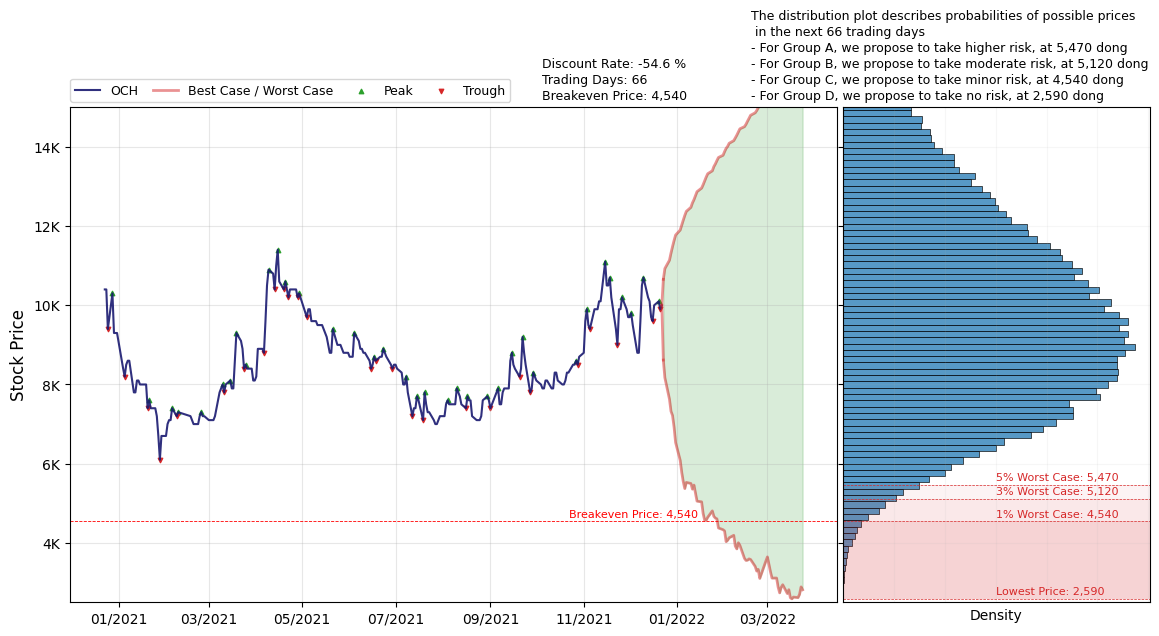 The distribution plot describes probabilities of possible prices
in the next 66 trading days
- For Group A, we propose to take higher risk, at 5,470 dong
- For Group B, we propose to take moderate risk, at 5,120 dong
- For Group C, we propose to take minor risk, at 4,540 dong
- For Group D, we propose to take no risk, at 2,590 dong
Discount Rate: -54.6 %
Trading Days: 66
Breakeven Price: 4,540
OCH Best Case / Worst Case Peak Trough
Stock Price
14K
12K
10K
8K
6K
4K
Breakeven Price: 4,540
5% Worst Case: 5,470
3% Worst Case: 5,120
1% Worst Case: 4,540
Lowest Price: 2,590
01/2021 03/2021 05/2021 07/2021 09/2021 11/2021 01/2022 03/2022
Density